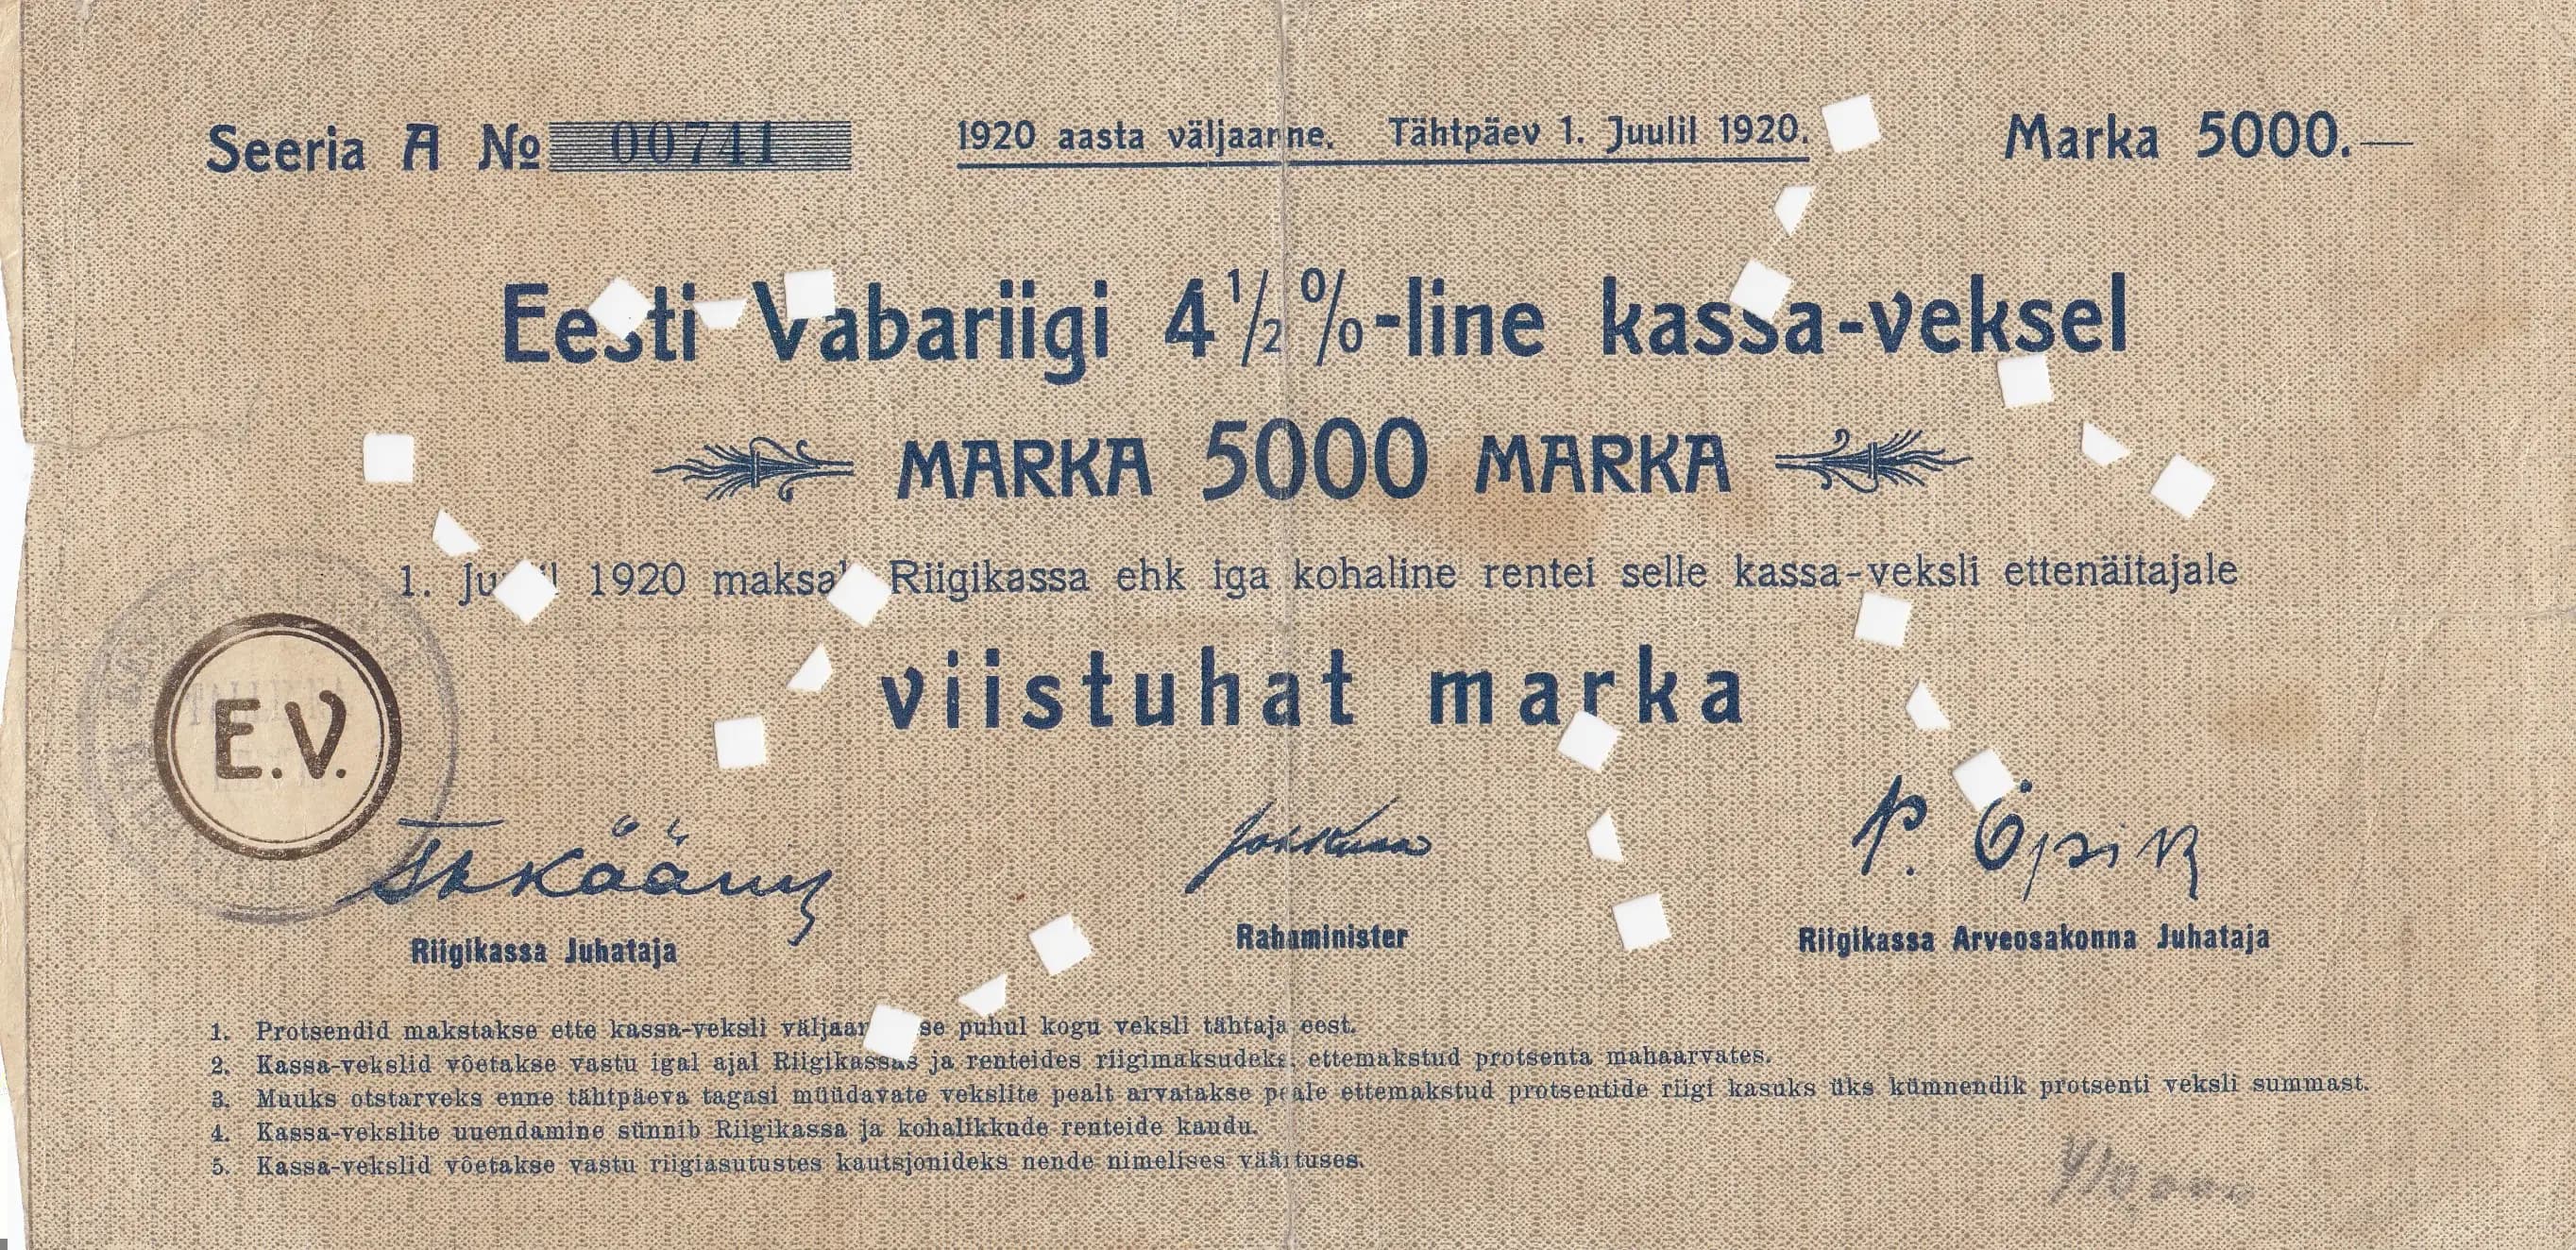 Seeria A № 00741 1920 aasta väljaanne. Tähtpäev 1. Juulil 1920. Marka 5000.—
Eesti Vabariigi 4½%-line kassa-veksel
MARKA 5000 MARKA
1. 1920 Riigikassa ehk iga kohaline rentei selle kassa-veksli ettenäitajale
viistuhat marka
E.V.
P. Öpik
Riigikassa Juhataja Rahaminister Riigikassa Arveosakonna Juhataja
1. Protsendid makstakse ette kassa-veksli puhul kogu veksli tähtaja eest.
2. Kassa-vekslid võetakse vastu igal ajal Riigikassas ja renteides riigimaksudeks, ettemakstud protsenta mahaarvates.
3. Muuks otstarveks enne tähtpäeva tagasi müüdavate vekslite pealt arvatakse peale ettemakstud protsentide riigi kasuks üks kümnendik protsenti veksli summast.
4. Kassa-vekslite uuendamine sünnib Riigikassa ja kohalikkude renteide kaudu.
5. Kassa-vekslid võetakse vastu riigiasutustes kautsjonideks nende nimelises väärtuses.